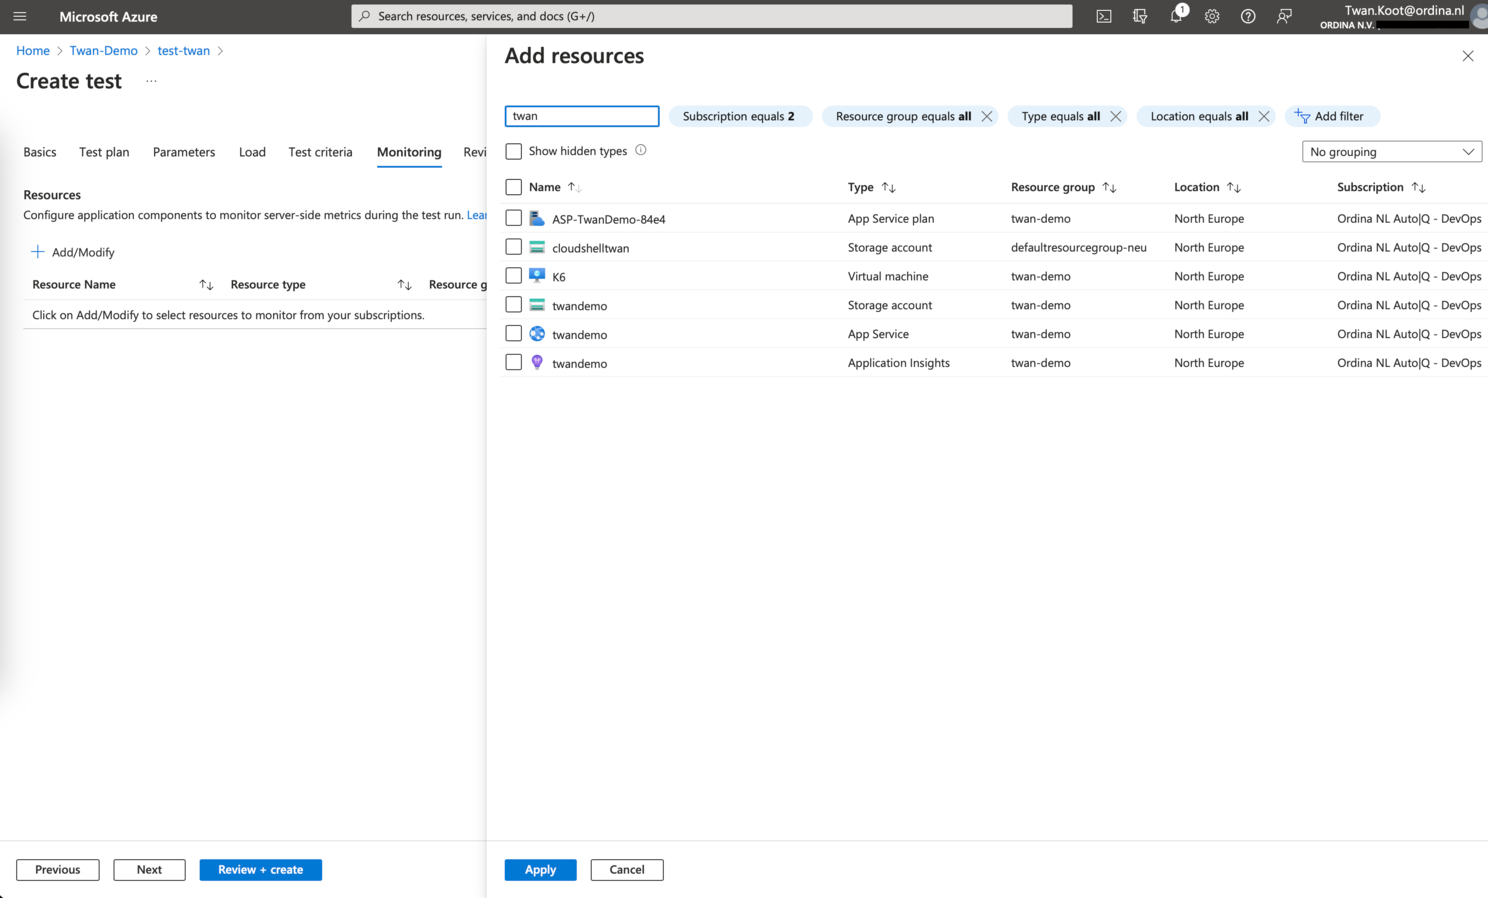 Microsoft Azure
Search resources, services, and docs (G+/)
1
Twan.Koot@ordina.nl
ORDINA N.V.
Home > Twan-Demo > test-twan >
Create test ...
Basics Test plan Parameters Load Test criteria Monitoring Revi
Resources
Configure application components to monitor server-side metrics during the test run. Lear
Add/Modify
Resource Name Resource type Resource g
Click on Add/Modify to select resources to monitor from your subscriptions.
Previous Next Review + create
Add resources
twan Subscription equals 2 Resource group equals all Type equals all Location equals all Add filter
Show hidden types No grouping
Name Type Resource group Location Subscription
ASP-TwanDemo-84e4 App Service plan twan-demo North Europe Ordina NL Auto|Q - DevOps
cloudshelltwan Storage account defaultresourcegroup-neu North Europe Ordina NL Auto|Q - DevOps
K6 Virtual machine twan-demo North Europe Ordina NL Auto|Q - DevOps
twandemo Storage account twan-demo North Europe Ordina NL Auto|Q - DevOps
twandemo App Service twan-demo North Europe Ordina NL Auto|Q - DevOps
twandemo Application Insights twan-demo North Europe Ordina NL Auto|Q - DevOps
Apply Cancel